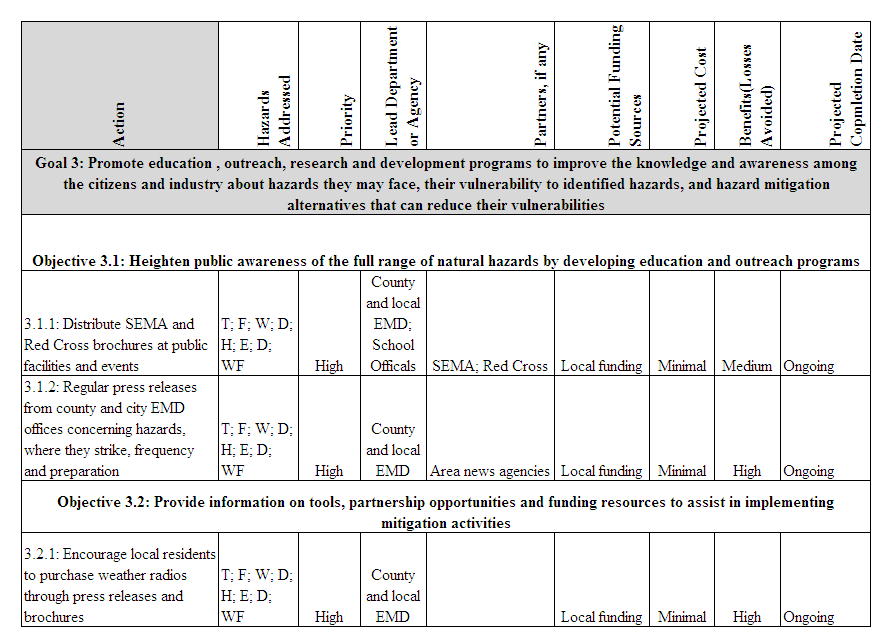 Action
Hazards
Addressed
Priority
Lead Department
or Agency
Partners, if any
Potential Funding
Sources
Projected Cost
Benefits(Losses
Avoided)
Projected
Copmletion Date
Goal 3: Promote education , outreach, research and development programs to improve the knowledge and awareness among
the citizens and industry about hazards they may face, their vulnerability to identified hazards, and hazard mitigation
alternatives that can reduce their vulnerabilities
Objective 3.1: Heighten public awareness of the full range of natural hazards by developing education and outreach programs
3.1.1: Distribute SEMA and
Red Cross brochures at public
facilities and events
T; F; W; D;
H; E; D;
WF
High
County
and local
EMD;
School
Officals
SEMA; Red Cross
Local funding
Minimal
Medium
Ongoing
3.1.2: Regular press releases
from county and city EMD
offices concerning hazards,
where they strike, frequency
and preparation
T; F; W; D;
H; E; D;
WF
High
County
and local
EMD
Area news agencies
Local funding
Minimal
High
Ongoing
Objective 3.2: Provide information on tools, partnership opportunities and funding resources to assist in implementing
mitigation activities
3.2.1: Encourage local residents
to purchase weather radios
through press releases and
brochures
T; F; W; D;
H; E; D;
WF
High
County
and local
EMD
Local funding
Minimal
High
Ongoing